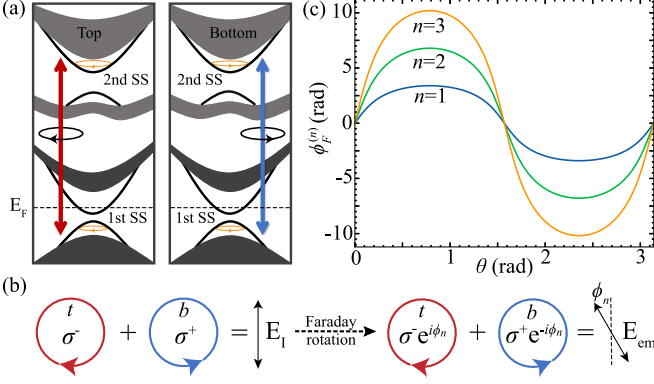 (a)
Top
Bottom
2nd SS
2nd SS
E_F
1st SS
1st SS
(c)
10
5
0
-5
-10
ϕ_F^(n) (rad)
n=3
n=2
n=1
0
1
2
3
θ (rad)
(b)
t
σ^-
+
b
σ^+
=
E_I
Faraday
rotation
t
σ^-e^{iϕ_n}
+
b
σ^+e^{-iϕ_n}
=
ϕ_n
E_em